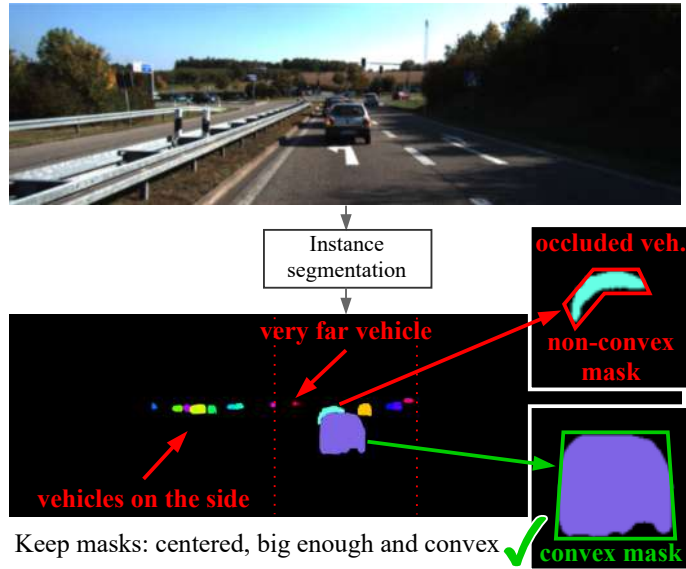 Instance
segmentation
occluded veh.
non-convex
mask
very far vehicle
vehicles on the side
convex mask
Keep masks: centered, big enough and convex